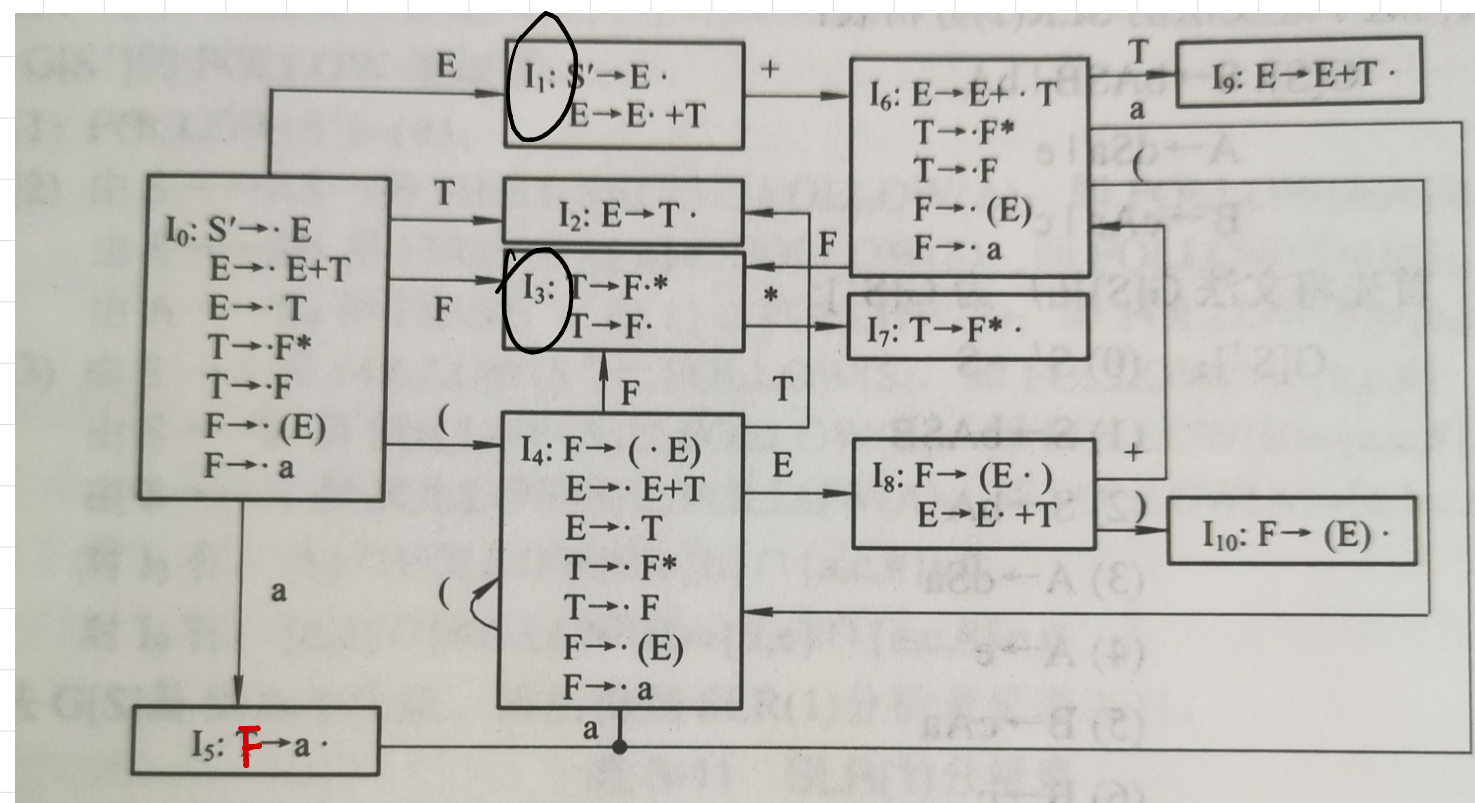 I₀: S′→· E
E→· E+T
E→· T
T→·F*
T→·F
F→· (E)
F→· a
E
I₁: S′→E ·
E→E· +T
+
T
I₂: E→T ·
F
I₃: T→F·*
T→F·
F
*
(
I₄: F→ ( · E)
E→· E+T
E→· T
T→· F*
T→· F
F→· (E)
F→· a
F
T
E
(
a
a
I₅: F→a ·
I₆: E→E+ · T
T→·F*
T→·F
F→· (E)
F→· a
T
a
(
I₇: T→F* ·
I₈: F→ (E · )
E→E· +T
+
)
I₉: E→E+T ·
I₁₀: F→ (E) ·